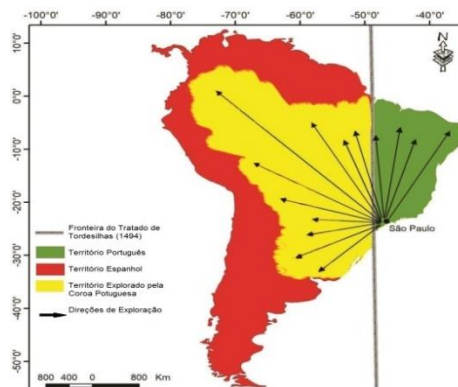 -100°0' -90°0' -80°0' -70°0' -60°0' -50°0' -40°0'
10°0'
0°0'
-10°0'
-20°0'
-30°0'
-40°0'
-50°0'
N
São Paulo
Fronteira do Tratado de
Tordesilhas (1494)
Território Português
Território Espanhol
Território Explorado pela
Coroa Potuguesa
Direções de Exploração
800 400 0 800 Km